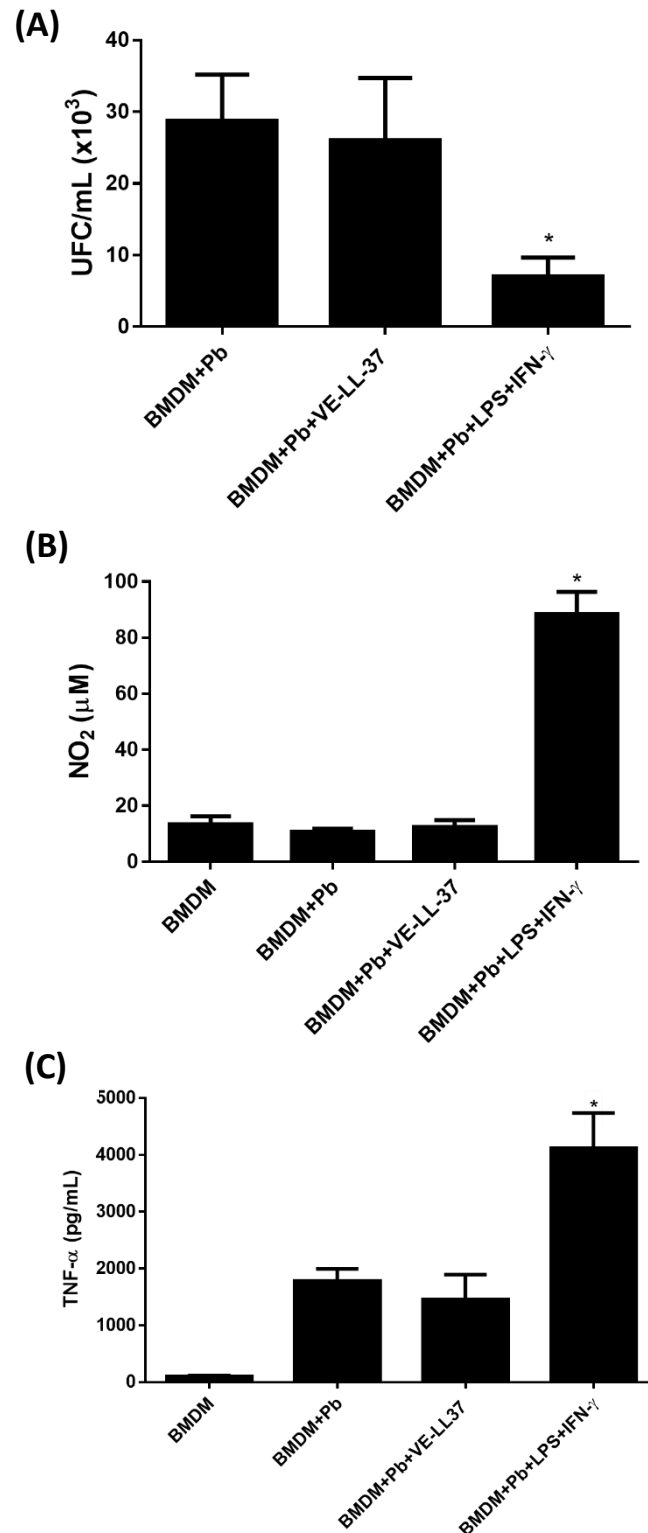 (A)
UFC/mL (x10³)
40
30
20
10
0
*
BMDM+Pb
BMDM+Pb+VE-LL-37
BMDM+Pb+LPS+IFN-γ
(B)
NO₂ (μM)
100
80
60
40
20
0
*
BMDM
BMDM+Pb
BMDM+Pb+VE-LL-37
BMDM+Pb+LPS+IFN-γ
(C)
TNF-α (pg/mL)
5000
4000
3000
2000
1000
0
*
BMDM
BMDM+Pb
BMDM+Pb+VE-LL37
BMDM+Pb+LPS+IFN-γ